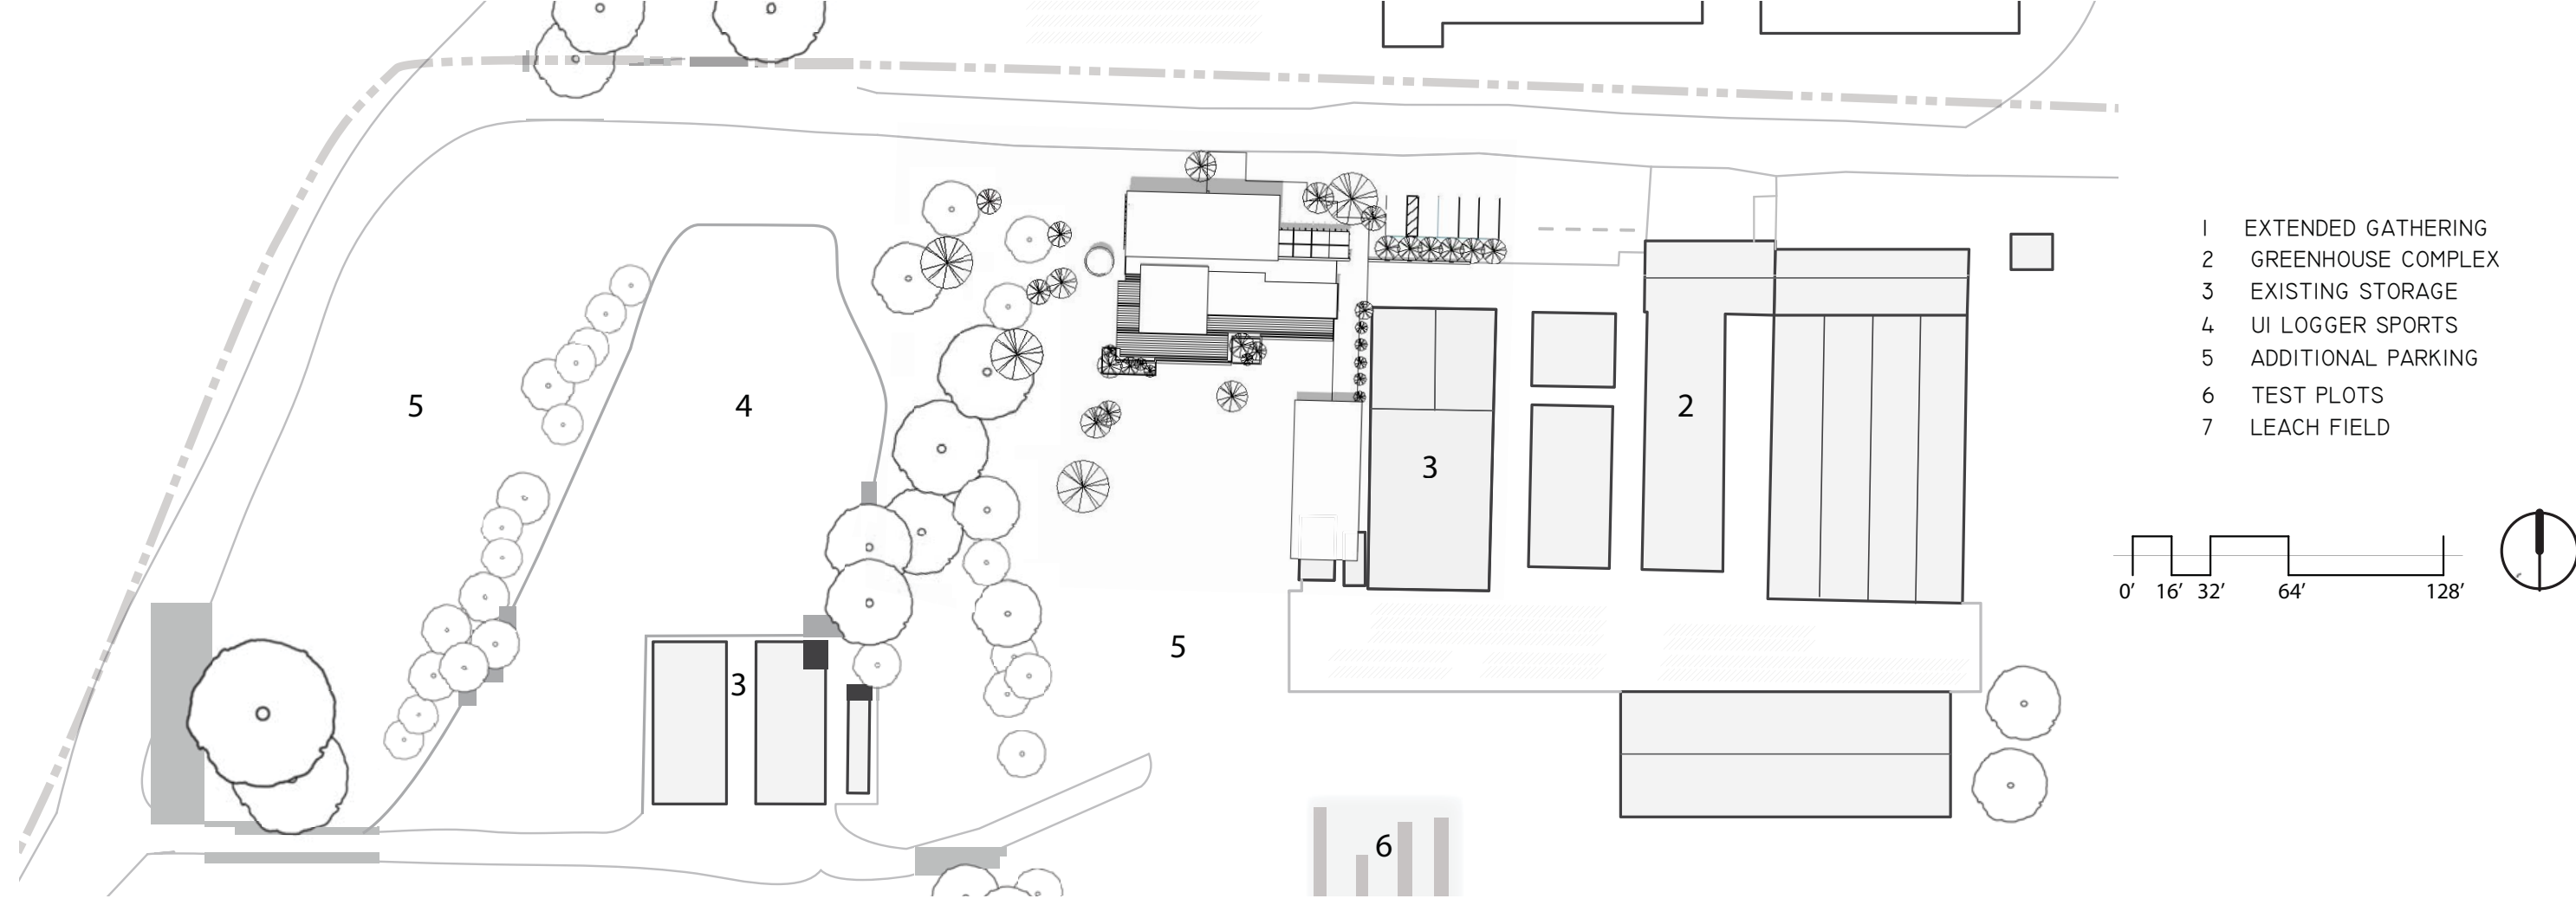 1 EXTENDED GATHERING
2 GREENHOUSE COMPLEX
3 EXISTING STORAGE
4 UI LOGGER SPORTS
5 ADDITIONAL PARKING
6 TEST PLOTS
7 LEACH FIELD
5
4
2
3
0’ 16’ 32’ 64’ 128’
5
3
6